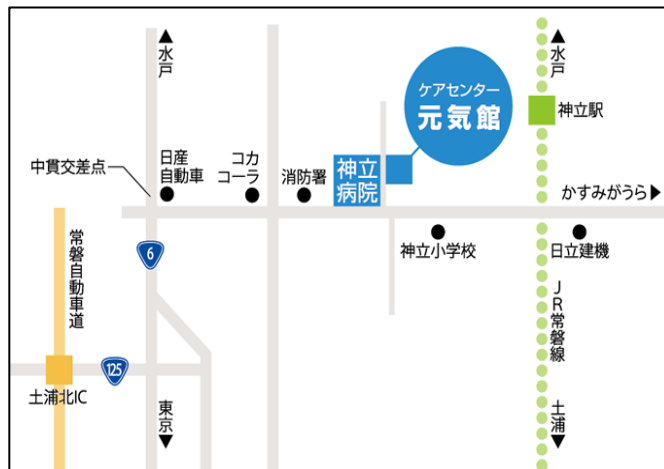 水戸
水戸
ケアセンター
元気館
神立駅
中貫交差点
日産
自動車
コカ
コーラ
消防署
神立
病院
かすみがうら
神立小学校
日立建機
常磐自動車道
6
JR常磐線
125
土浦北IC
東京
土浦